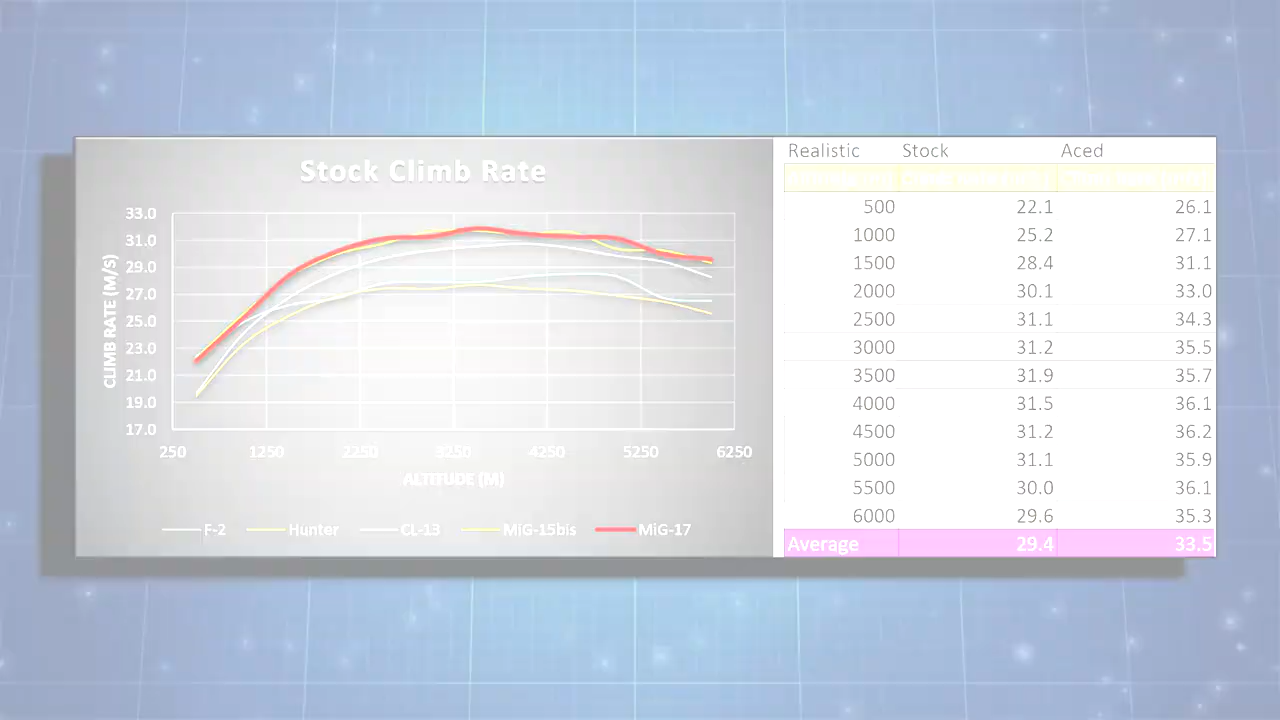 Stock Climb Rate
33.0
31.0
29.0
27.0
25.0
23.0
21.0
19.0
17.0
CLIMB RATE (M/S)
250 1250 2250 3250 4250 5250 6250
ALTITUDE (M)
F-2 Hunter CL-13 MiG-15bis MiG-17
Realistic Stock Aced
500 22.1 26.1
1000 25.2 27.1
1500 28.4 31.1
2000 30.1 33.0
2500 31.1 34.3
3000 31.2 35.5
3500 31.9 35.7
4000 31.5 36.1
4500 31.2 36.2
5000 31.1 35.9
5500 30.0 36.1
6000 29.6 35.3
Average 29.4 33.5